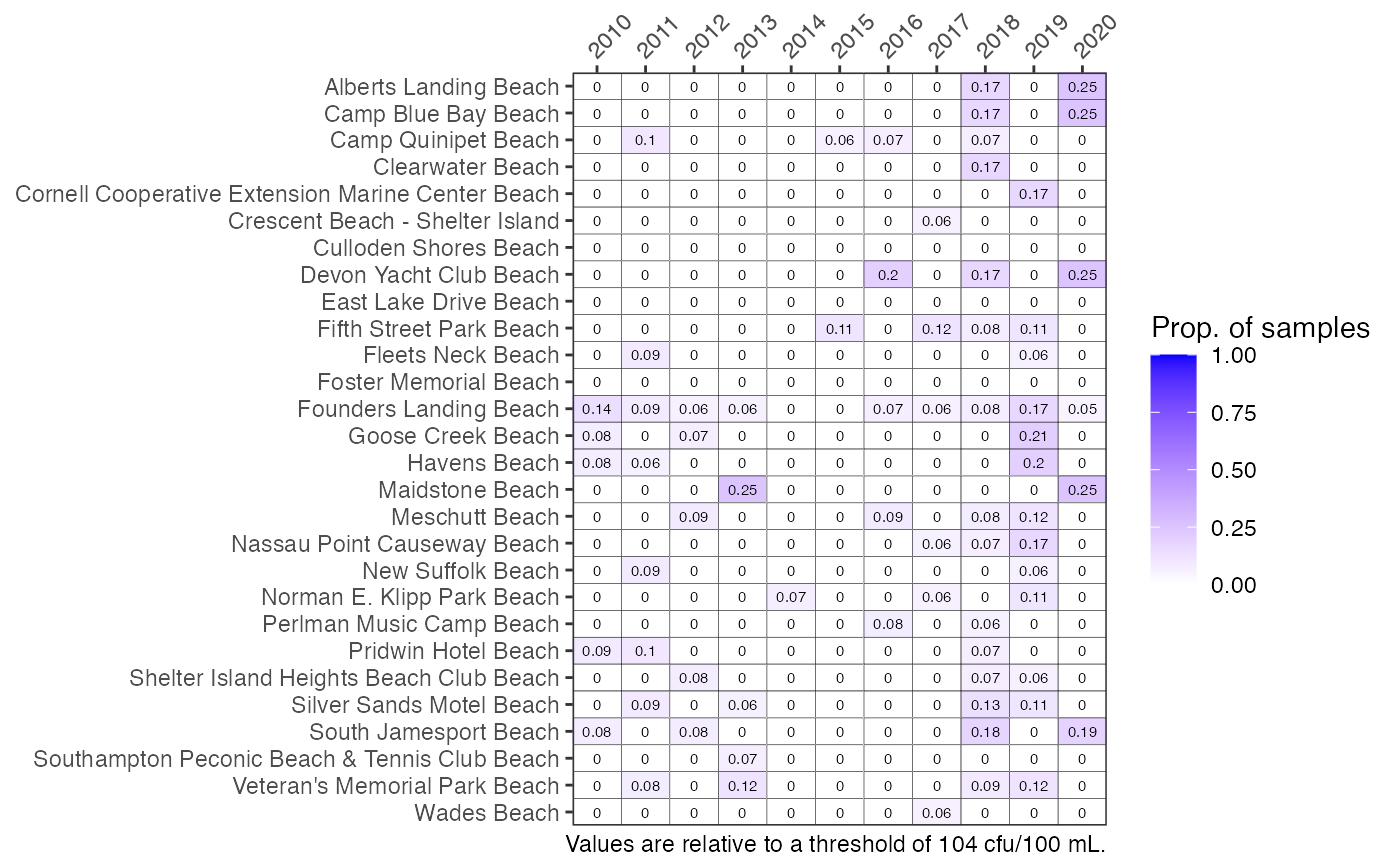 2010 2011 2012 2013 2014 2015 2016 2017 2018 2019 2020
Alberts Landing Beach 0 0 0 0 0 0 0 0 0.17 0 0.25
Camp Blue Bay Beach 0 0 0 0 0 0 0 0 0.17 0 0.25
Camp Quinipet Beach 0 0.1 0 0 0 0.06 0.07 0 0.07 0 0
Clearwater Beach 0 0 0 0 0 0 0 0 0.17 0 0
Cornell Cooperative Extension Marine Center Beach 0 0 0 0 0 0 0 0 0 0.17 0
Crescent Beach - Shelter Island 0 0 0 0 0 0 0 0.06 0 0 0
Culloden Shores Beach 0 0 0 0 0 0 0 0 0 0 0
Devon Yacht Club Beach 0 0 0 0 0 0 0.2 0 0.17 0 0.25
East Lake Drive Beach 0 0 0 0 0 0 0 0 0 0 0
Fifth Street Park Beach 0 0 0 0 0 0.11 0 0.12 0.08 0.11 0
Fleets Neck Beach 0 0.09 0 0 0 0 0 0 0 0.06 0
Foster Memorial Beach 0 0 0 0 0 0 0 0 0 0 0
Founders Landing Beach 0.14 0.09 0.06 0.06 0 0 0.07 0.06 0.08 0.17 0.05
Goose Creek Beach 0.08 0 0.07 0 0 0 0 0 0 0.21 0
Havens Beach 0.08 0.06 0 0 0 0 0 0 0 0.2 0
Maidstone Beach 0 0 0 0.25 0 0 0 0 0 0 0.25
Meschutt Beach 0 0 0.09 0 0 0 0.09 0 0.08 0.12 0
Nassau Point Causeway Beach 0 0 0 0 0 0 0 0.06 0.07 0.17 0
New Suffolk Beach 0 0.09 0 0 0 0 0 0 0 0.06 0
Norman E. Klipp Park Beach 0 0 0 0 0.07 0 0 0.06 0 0.11 0
Perlman Music Camp Beach 0 0 0 0 0 0 0.08 0 0.06 0 0
Pridwin Hotel Beach 0.09 0.1 0 0 0 0 0 0 0.07 0 0
Shelter Island Heights Beach Club Beach 0 0 0.08 0 0 0 0 0 0.07 0.06 0
Silver Sands Motel Beach 0 0.09 0 0.06 0 0 0 0 0.13 0.11 0
South Jamesport Beach 0.08 0 0.08 0 0 0 0 0 0.18 0 0.19
Southampton Peconic Beach & Tennis Club Beach 0 0 0 0.07 0 0 0 0 0 0 0
Veteran's Memorial Park Beach 0 0.08 0 0.12 0 0 0 0 0.09 0.12 0
Wades Beach 0 0 0 0 0 0 0 0.06 0 0 0
Values are relative to a threshold of 104 cfu/100 mL.
Prop. of samples
1.00
0.75
0.50
0.25
0.00